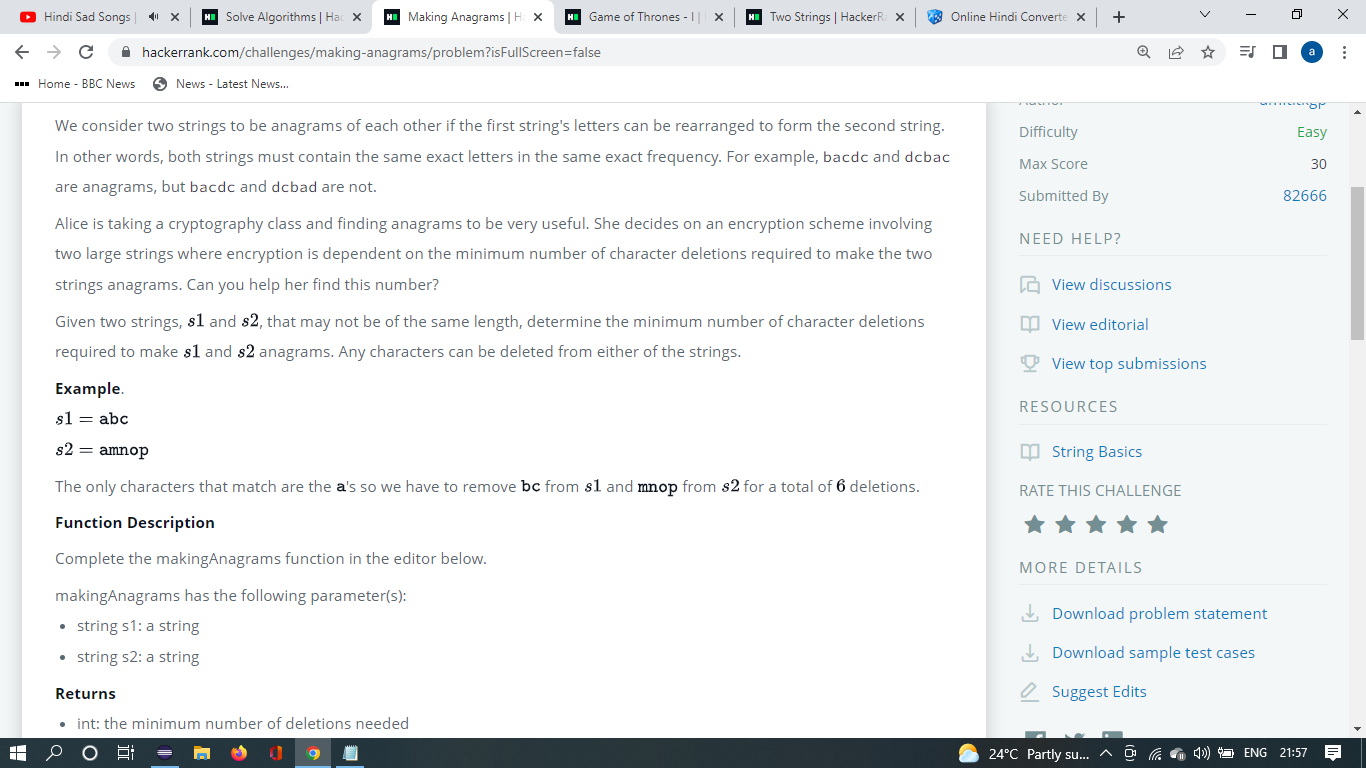 Hindi Sad Songs |
Solve Algorithms | Hac
Making Anagrams | H
Game of Thrones - I |
Two Strings | HackerRa
Online Hindi Converte
hackerrank.com/challenges/making-anagrams/problem?isFullScreen=false
a
Home - BBC News
News - Latest News...
We consider two strings to be anagrams of each other if the first string's letters can be rearranged to form the second string.
In other words, both strings must contain the same exact letters in the same exact frequency. For example, bacdc and dcbac
are anagrams, but bacdc and dcbad are not.
Alice is taking a cryptography class and finding anagrams to be very useful. She decides on an encryption scheme involving
two large strings where encryption is dependent on the minimum number of character deletions required to make the two
strings anagrams. Can you help her find this number?
Given two strings, s1 and s2, that may not be of the same length, determine the minimum number of character deletions
required to make s1 and s2 anagrams. Any characters can be deleted from either of the strings.
Example.
s1 = abc
s2 = amnop
The only characters that match are the a's so we have to remove bc from s1 and mnop from s2 for a total of 6 deletions.
Function Description
Complete the makingAnagrams function in the editor below.
makingAnagrams has the following parameter(s):
• string s1: a string
• string s2: a string
Returns
• int: the minimum number of deletions needed
Difficulty
Easy
Max Score
30
Submitted By
82666
NEED HELP?
View discussions
View editorial
View top submissions
RESOURCES
String Basics
RATE THIS CHALLENGE
MORE DETAILS
Download problem statement
Download sample test cases
Suggest Edits
24°C Partly su...
ENG
21:57